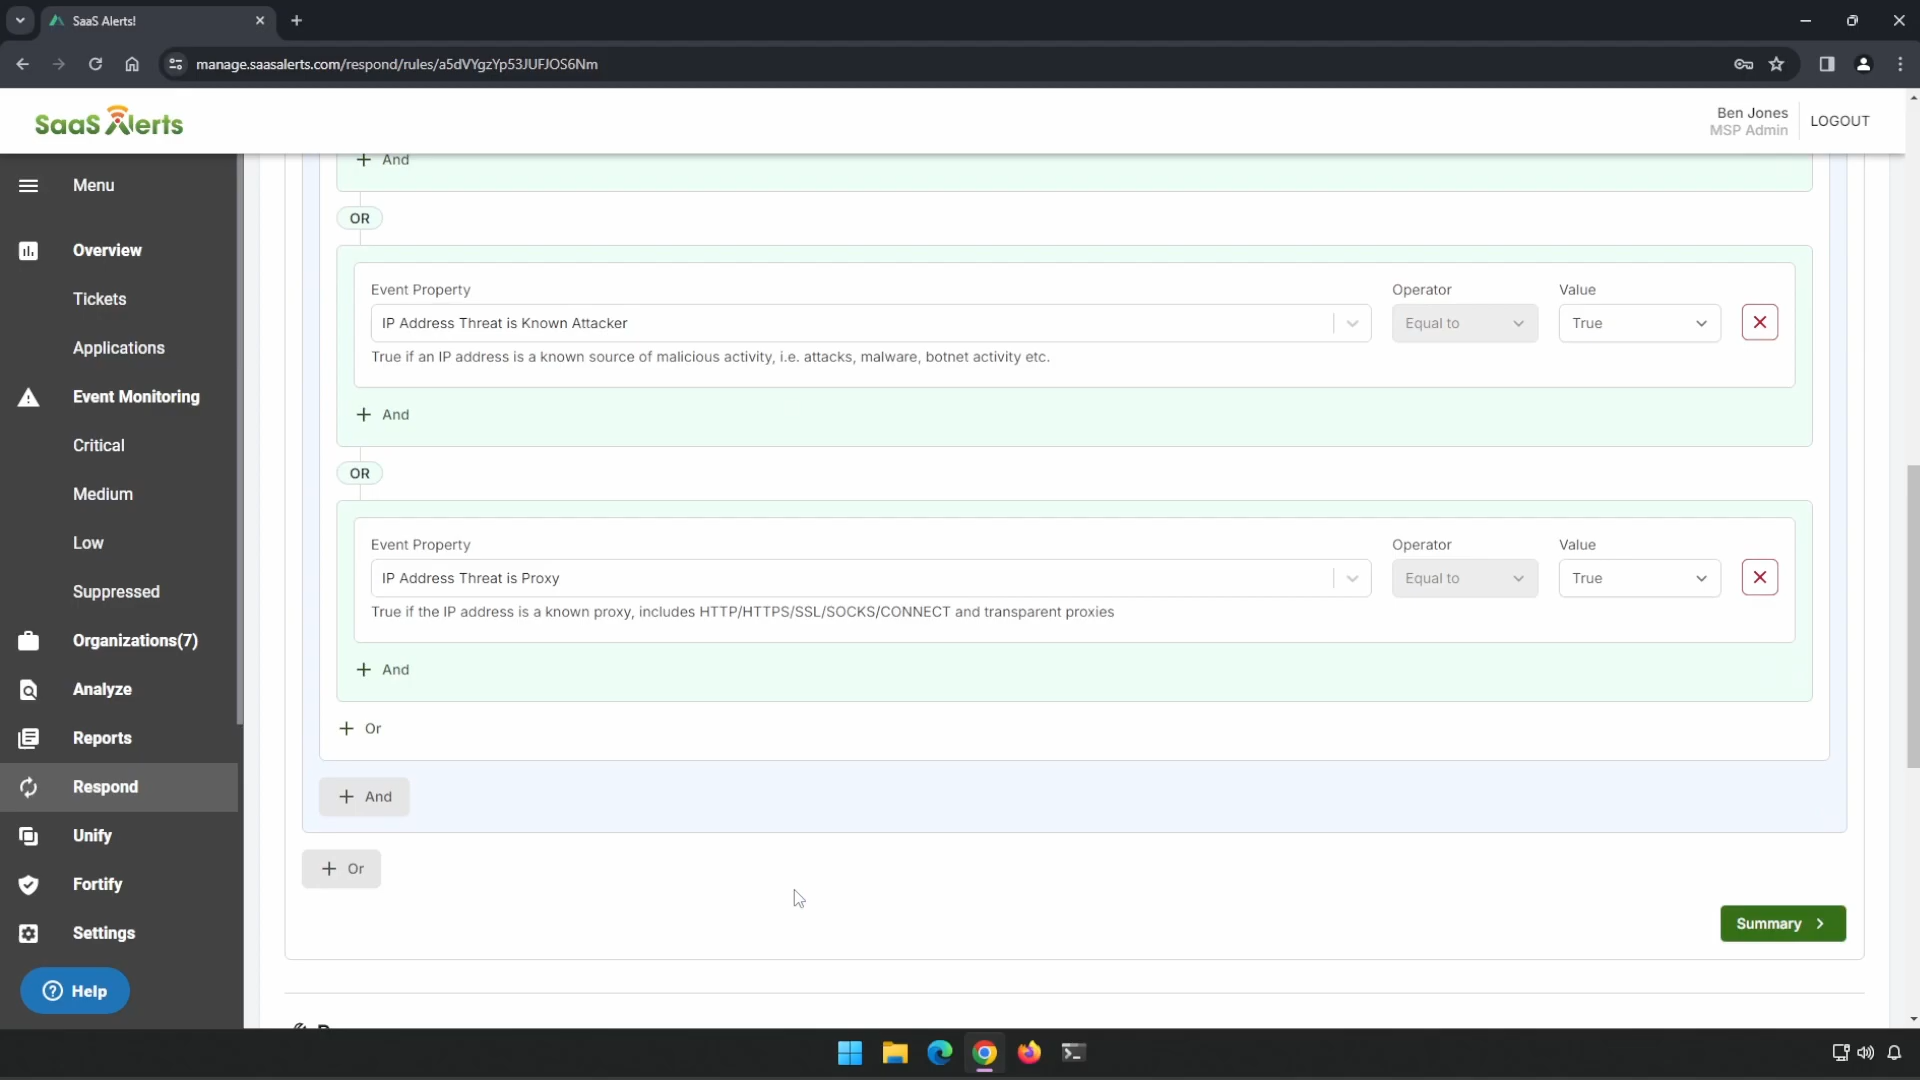 SaaS Alerts!
manage.saasalerts.com/respond/rules/a5dVYgzYp53JUFJOS6Nm
SaaS Alerts
Ben Jones
MSP Admin
LOGOUT
Menu
Overview
Tickets
Applications
Event Monitoring
Critical
Medium
Low
Suppressed
Organizations(7)
Analyze
Reports
Respond
Unify
Fortify
Settings
Help
+ And
OR
Event Property Operator Value
IP Address Threat is Known Attacker Equal to True
True if an IP address is a known source of malicious activity, i.e. attacks, malware, botnet activity etc.
+ And
OR
Event Property Operator Value
IP Address Threat is Proxy Equal to True
True if the IP address is a known proxy, includes HTTP/HTTPS/SSL/SOCKS/CONNECT and transparent proxies
+ And
+ Or
+ And
+ Or
Summary >